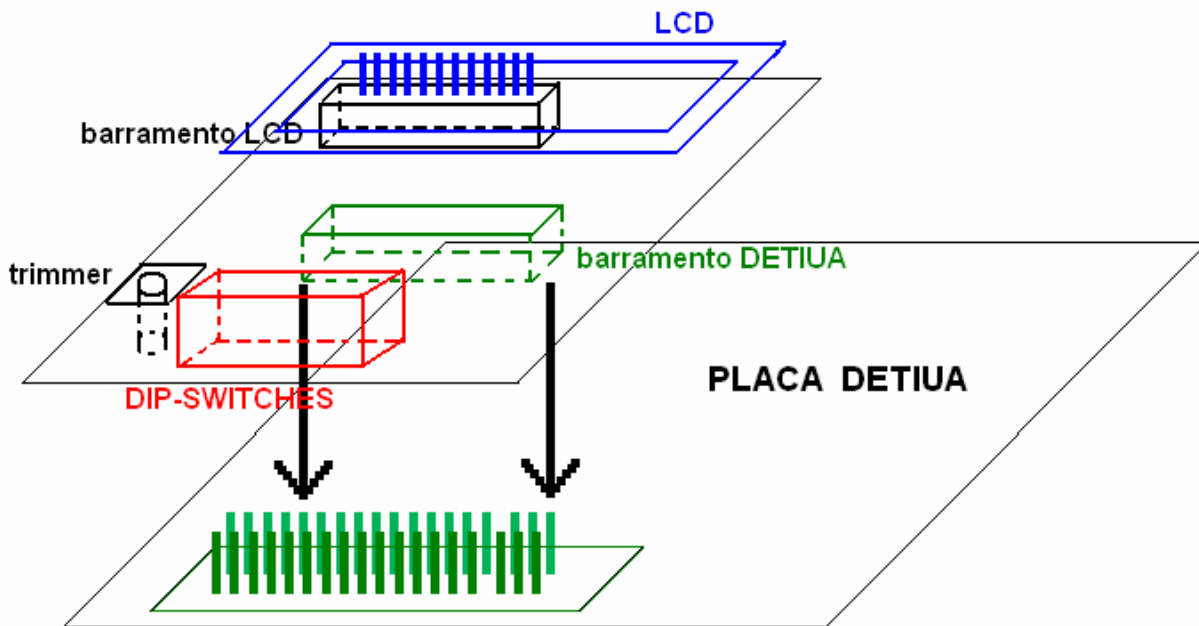 LCD
barramento LCD
barramento DETIUA
trimmer
PLACA DETIUA
DIP-SWITCHES